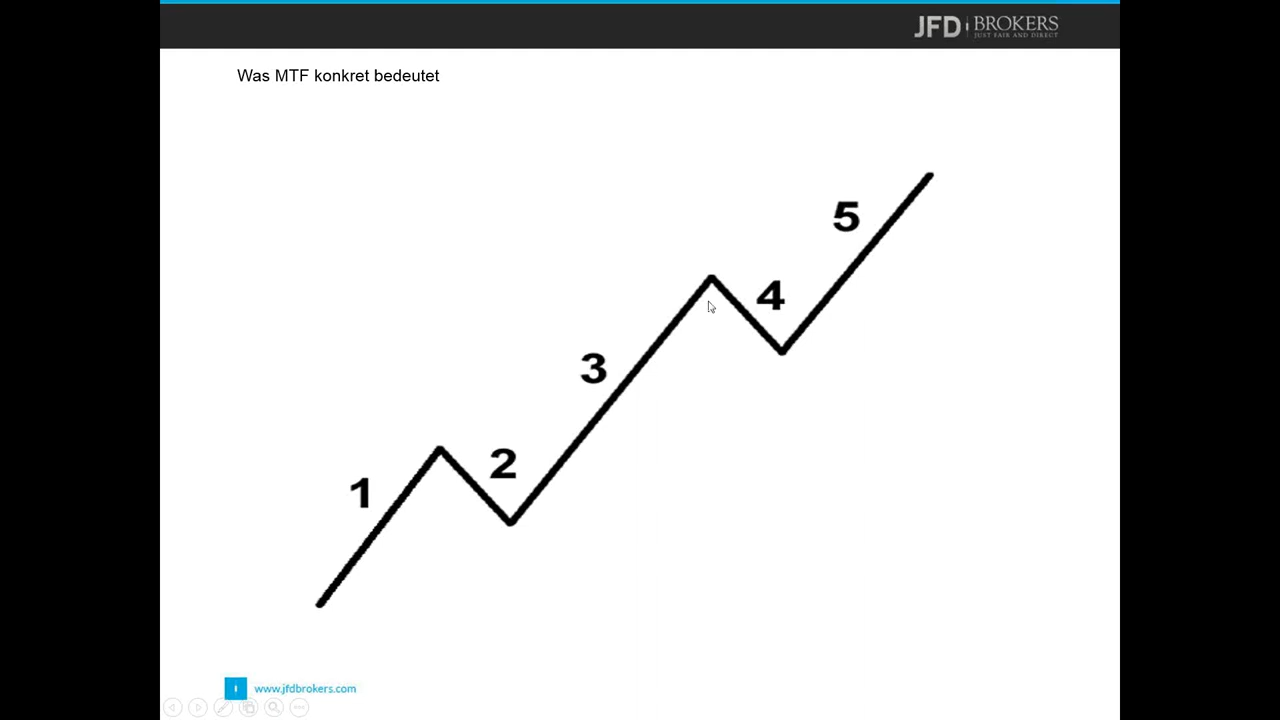 JFD BROKERS
JUST FAIR AND DIRECT
Was MTF konkret bedeutet
5
4
3
2
1
www.jfdbrokers.com